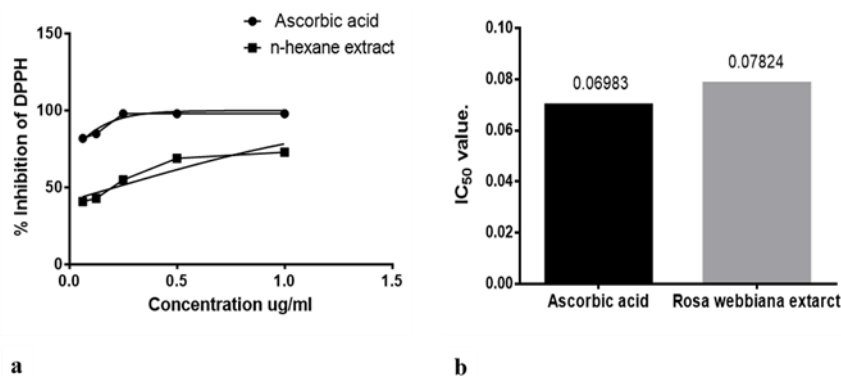 Ascorbic acid
n-hexane extract
% Inhibition of DPPH
150
100
50
0
0.0 0.5 1.0 1.5
Concentration ug/ml
a
IC50 value.
0.10
0.08
0.06
0.04
0.02
0.00
0.06983
0.07824
Ascorbic acid Rosa webbiana extarct
b